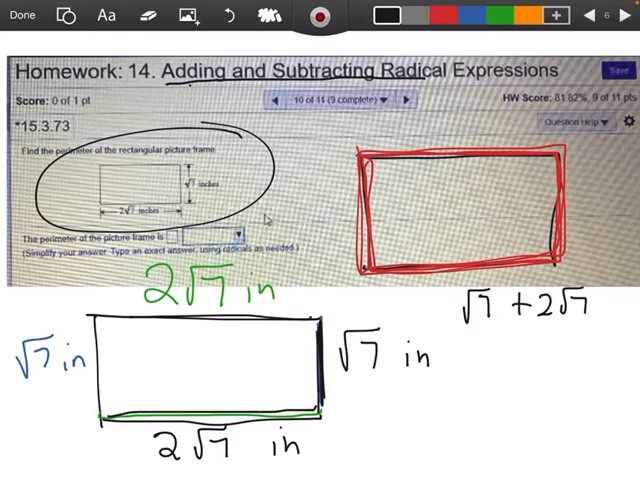 Done
Aa
6
Homework: 14. Adding and Subtracting Radical Expressions
Save
Score: 0 of 1 pt
10 of 11 (9 complete)
HW Score: 81.82%, 9 of 11 pts
*15.3.73
Question Help
Find the perimeter of the rectangular picture frame.
√7 inches
2√7 inches
The perimeter of the picture frame is
(Simplify your answer. Type an exact answer, using radicals as needed.)
2√7 in
√7 + 2√7
√7 in
√7 in
2√7 in